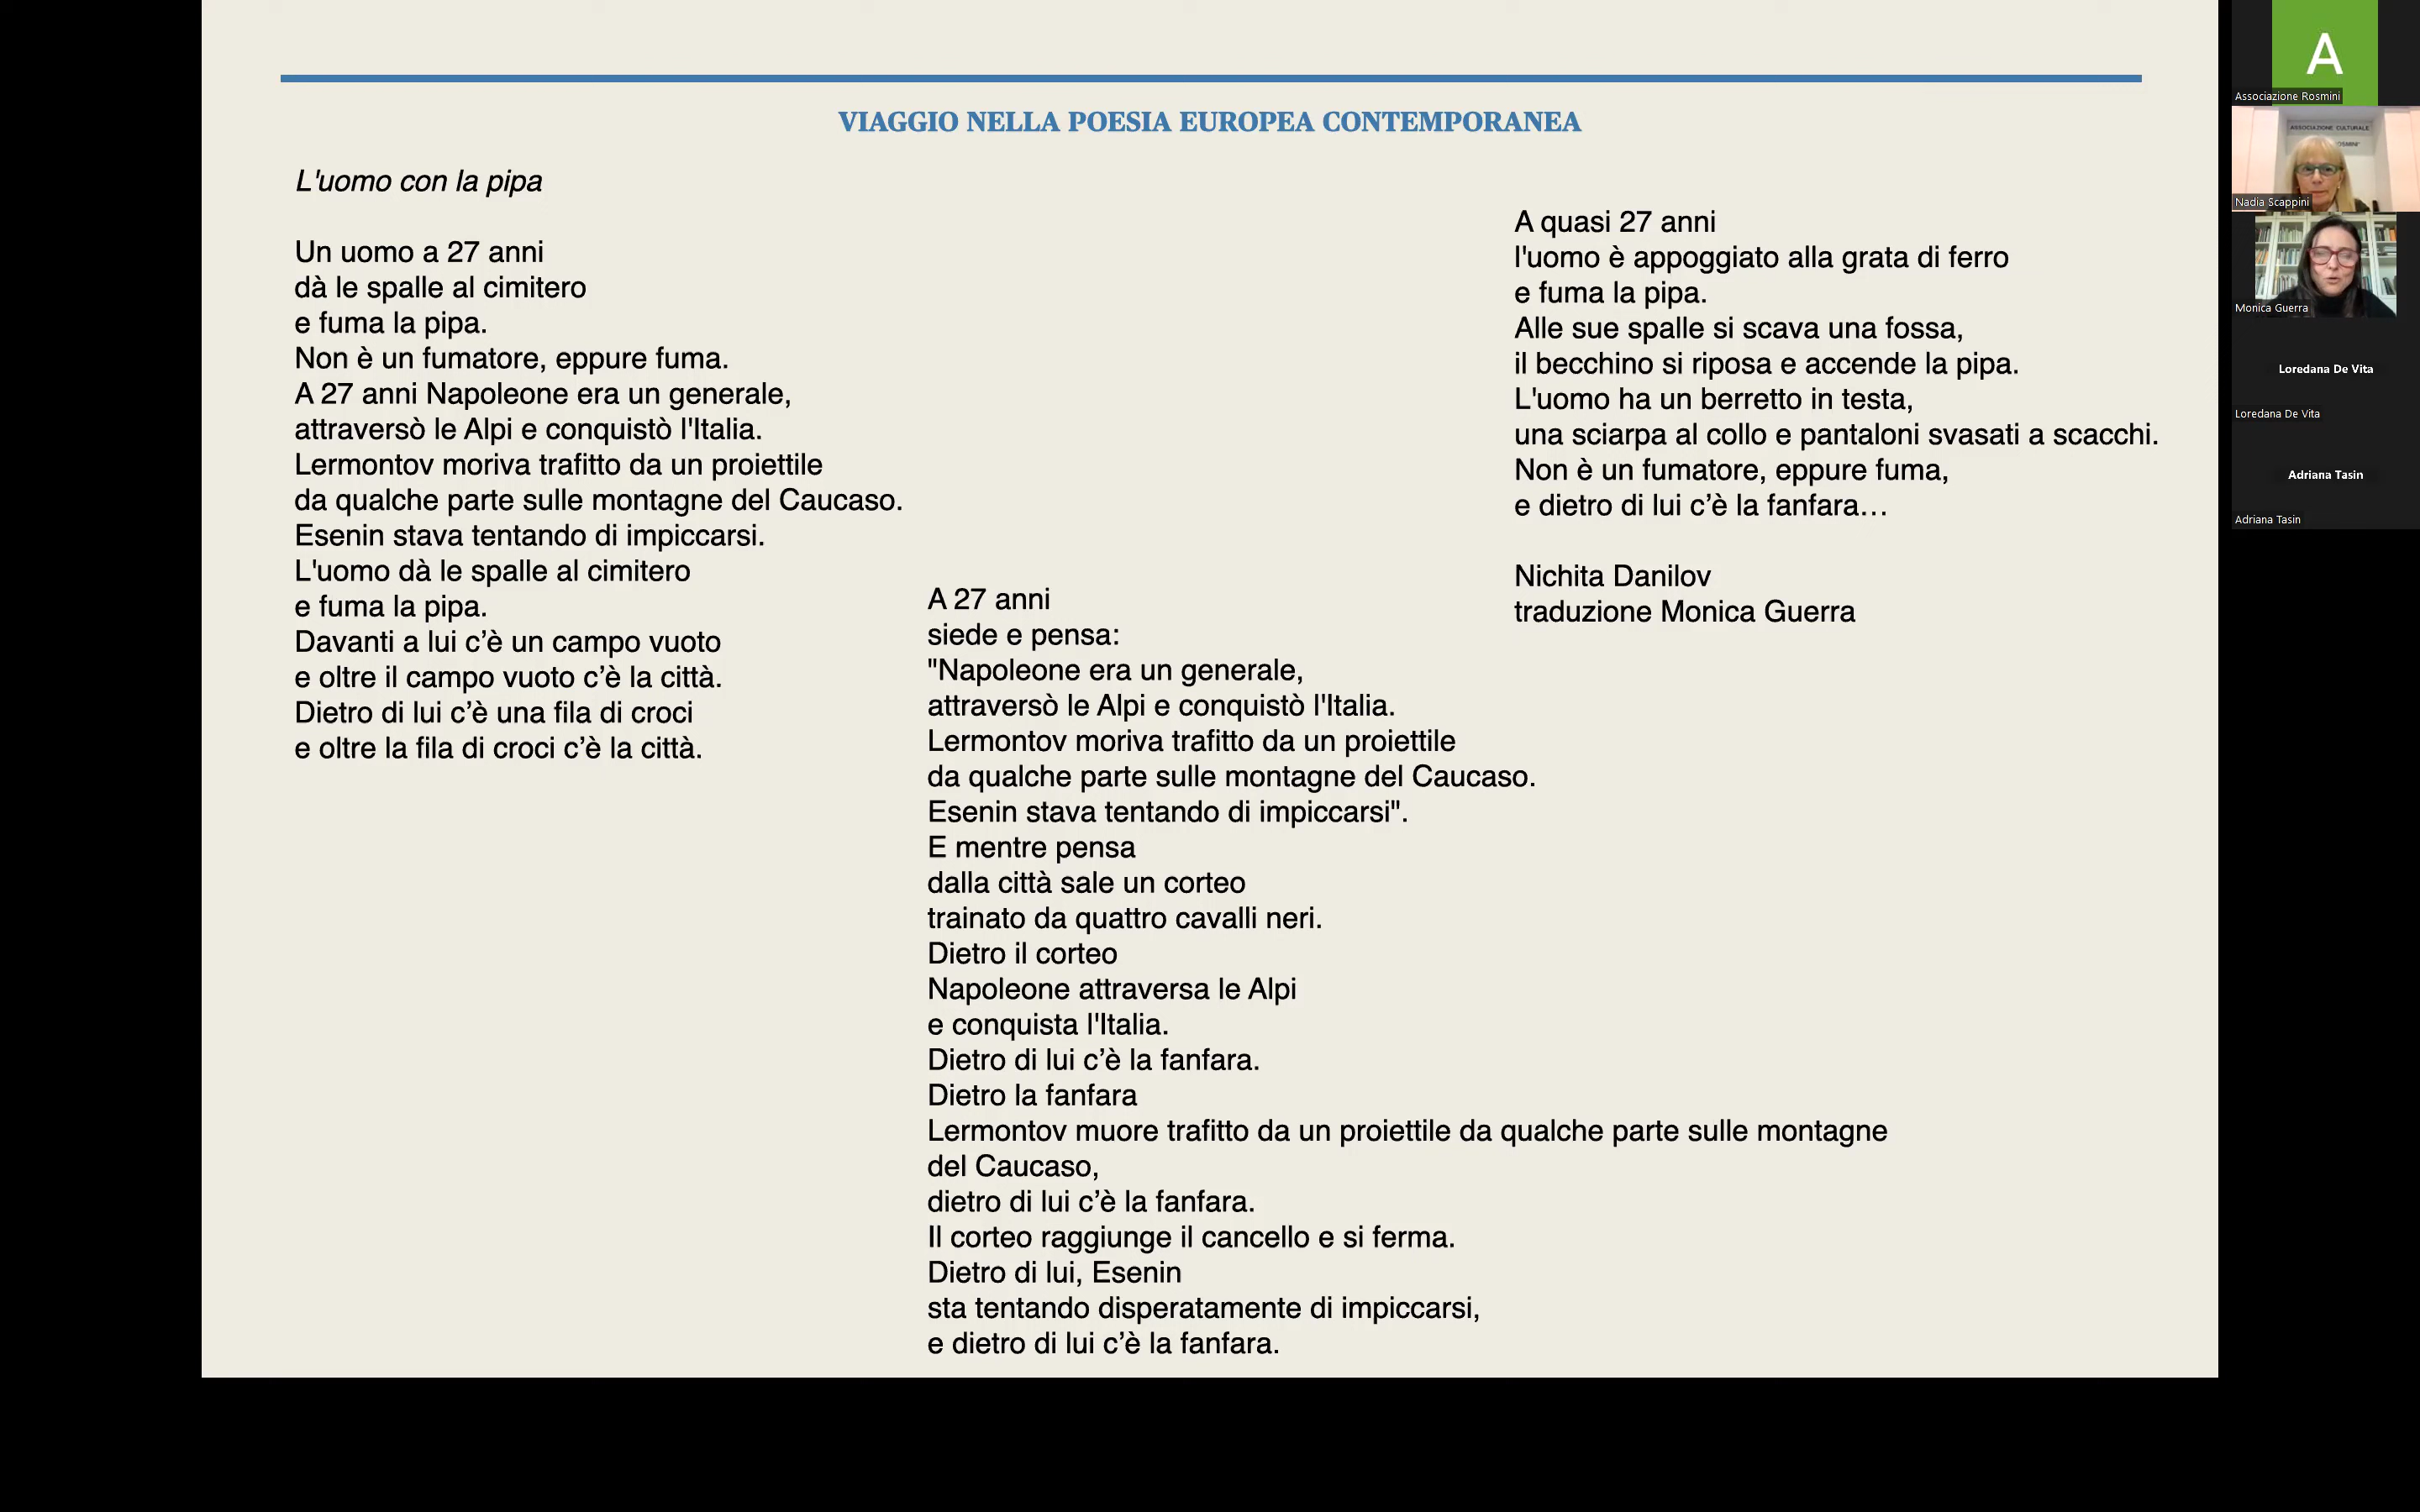 VIAGGIO NELLA POESIA EUROPEA CONTEMPORANEA
L'uomo con la pipa
Un uomo a 27 anni
dà le spalle al cimitero
e fuma la pipa.
Non è un fumatore, eppure fuma.
A 27 anni Napoleone era un generale,
attraversò le Alpi e conquistò l'Italia.
Lermontov moriva trafitto da un proiettile
da qualche parte sulle montagne del Caucaso.
Esenin stava tentando di impiccarsi.
L'uomo dà le spalle al cimitero
e fuma la pipa.
Davanti a lui c’è un campo vuoto
e oltre il campo vuoto c’è la città.
Dietro di lui c’è una fila di croci
e oltre la fila di croci c’è la città.
A 27 anni
siede e pensa:
"Napoleone era un generale,
attraversò le Alpi e conquistò l'Italia.
Lermontov moriva trafitto da un proiettile
da qualche parte sulle montagne del Caucaso.
Esenin stava tentando di impiccarsi".
E mentre pensa
dalla città sale un corteo
trainato da quattro cavalli neri.
Dietro il corteo
Napoleone attraversa le Alpi
e conquista l'Italia.
Dietro di lui c’è la fanfara.
Dietro la fanfara
Lermontov muore trafitto da un proiettile da qualche parte sulle montagne
del Caucaso,
dietro di lui c’è la fanfara.
Il corteo raggiunge il cancello e si ferma.
Dietro di lui, Esenin
sta tentando disperatamente di impiccarsi,
e dietro di lui c’è la fanfara.
A quasi 27 anni
l'uomo è appoggiato alla grata di ferro
e fuma la pipa.
Alle sue spalle si scava una fossa,
il becchino si riposa e accende la pipa.
L'uomo ha un berretto in testa,
una sciarpa al collo e pantaloni svasati a scacchi.
Non è un fumatore, eppure fuma,
e dietro di lui c’è la fanfara…
Nichita Danilov
traduzione Monica Guerra
A
Associazione Rosmini
ASSOCIAZIONE CULTURALE
Nadia Scappini
Monica Guerra
Loredana De Vita
Loredana De Vita
Adriana Tasin
Adriana Tasin